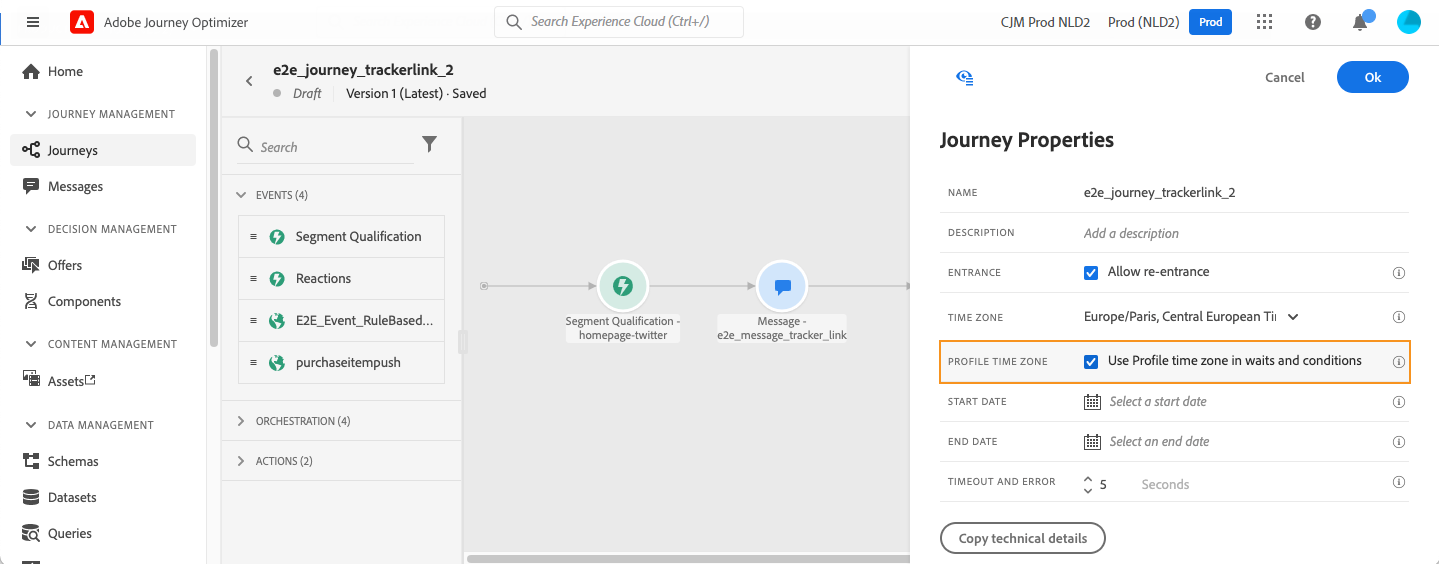 Adobe Journey Optimizer
Search Experience Cloud (Ctrl+/)
CJM Prod NLD2
Prod (NLD2)
Prod
Home
JOURNEY MANAGEMENT
Journeys
Messages
DECISION MANAGEMENT
Offers
Components
CONTENT MANAGEMENT
Assets
DATA MANAGEMENT
Schemas
Datasets
Queries
e2e_journey_trackerlink_2
Draft
Version 1 (Latest) · Saved
Search
EVENTS (4)
Segment Qualification
Reactions
E2E_Event_RuleBased...
purchaseitempush
ORCHESTRATION (4)
ACTIONS (2)
Segment Qualification -
homepage-twitter
Message -
e2e_message_tracker_link
Cancel
Ok
Journey Properties
NAME
e2e_journey_trackerlink_2
DESCRIPTION
Add a description
ENTRANCE
Allow re-entrance
TIME ZONE
Europe/Paris, Central European Ti
PROFILE TIME ZONE
Use Profile time zone in waits and conditions
START DATE
Select a start date
END DATE
Select an end date
TIMEOUT AND ERROR
5
Seconds
Copy technical details